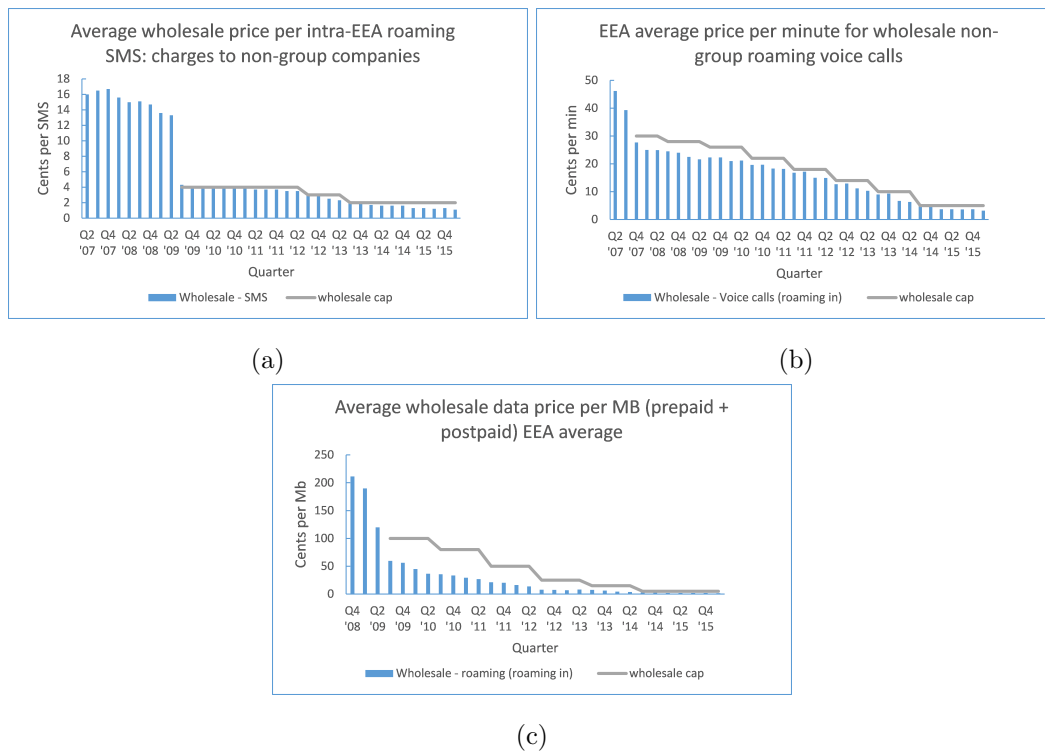 Average wholesale price per intra-EEA roaming
SMS: charges to non-group companies
Cents per SMS
18
16
14
12
10
8
6
4
2
0
Q2 Q4 Q2 Q4 Q2 Q4 Q2 Q4 Q2 Q4 Q2 Q4 Q2 Q4 Q2 Q4 Q2 Q4
'07 '07 '08 '08 '09 '09 '10 '10 '11 '11 '12 '12 '13 '13 '14 '14 '15 '15
Quarter
Wholesale - SMS wholesale cap
(a)
EEA average price per minute for wholesale non-
group roaming voice calls
Cents per min
50
40
30
20
10
0
Q2 Q4 Q2 Q4 Q2 Q4 Q2 Q4 Q2 Q4 Q2 Q4 Q2 Q4 Q2 Q4 Q2 Q4
'07 '07 '08 '08 '09 '09 '10 '10 '11 '11 '12 '12 '13 '13 '14 '14 '15 '15
Quarter
Wholesale - Voice calls (roaming in) wholesale cap
(b)
Average wholesale data price per MB (prepaid +
postpaid) EEA average
Cents per Mb
250
200
150
100
50
0
Q4 Q2 Q4 Q2 Q4 Q2 Q4 Q2 Q4 Q2 Q4 Q2 Q4 Q2 Q4
'08 '09 '09 '10 '10 '11 '11 '12 '12 '13 '13 '14 '14 '15 '15
Quarter
Wholesale - roaming (roaming in) wholesale cap
(c)